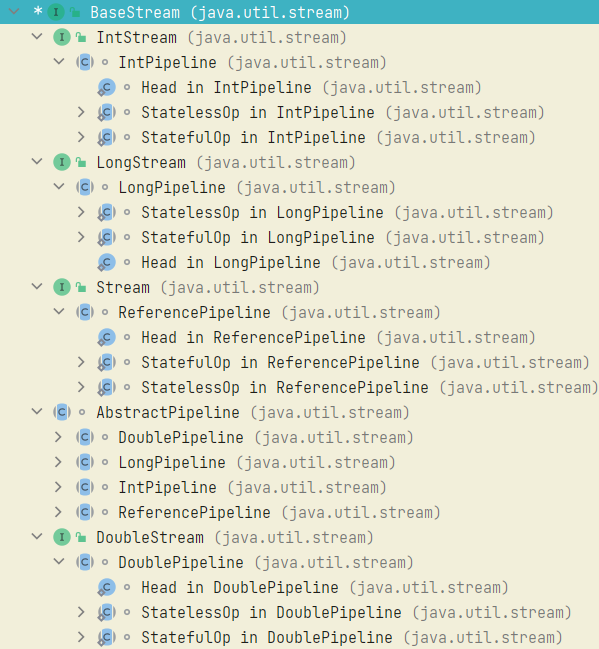 * I BaseStream (java.util.stream)
I IntStream (java.util.stream)
C IntPipeline (java.util.stream)
C Head in IntPipeline (java.util.stream)
C StatelessOp in IntPipeline (java.util.stream)
C StatefulOp in IntPipeline (java.util.stream)
I LongStream (java.util.stream)
C LongPipeline (java.util.stream)
C StatelessOp in LongPipeline (java.util.stream)
C StatefulOp in LongPipeline (java.util.stream)
C Head in LongPipeline (java.util.stream)
I Stream (java.util.stream)
C ReferencePipeline (java.util.stream)
C Head in ReferencePipeline (java.util.stream)
C StatefulOp in ReferencePipeline (java.util.stream)
C StatelessOp in ReferencePipeline (java.util.stream)
C AbstractPipeline (java.util.stream)
C DoublePipeline (java.util.stream)
C LongPipeline (java.util.stream)
C IntPipeline (java.util.stream)
C ReferencePipeline (java.util.stream)
I DoubleStream (java.util.stream)
C DoublePipeline (java.util.stream)
C Head in DoublePipeline (java.util.stream)
C StatelessOp in DoublePipeline (java.util.stream)
C StatefulOp in DoublePipeline (java.util.stream)